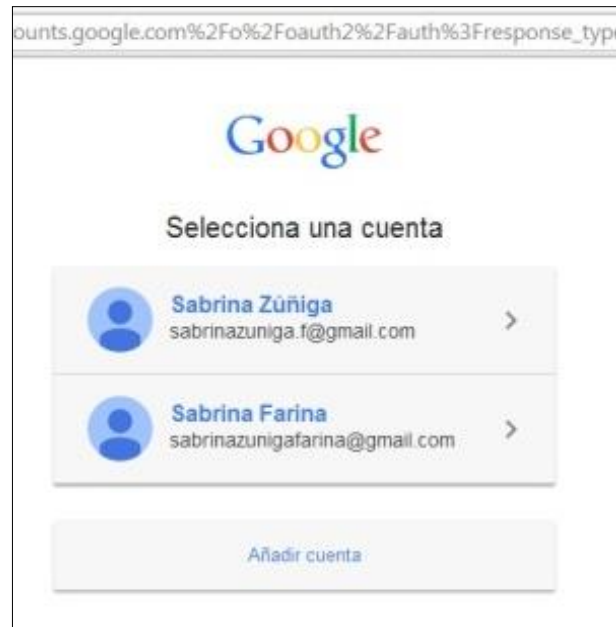 ounts.google.com%2Fo%2Foauth2%2Fauth%3Fresponse_type
Google
Selecciona una cuenta
Sabrina Zúñiga
sabrinazuniga.f@gmail.com
Sabrina Farina
sabrinazunigafarina@gmail.com
Añadir cuenta